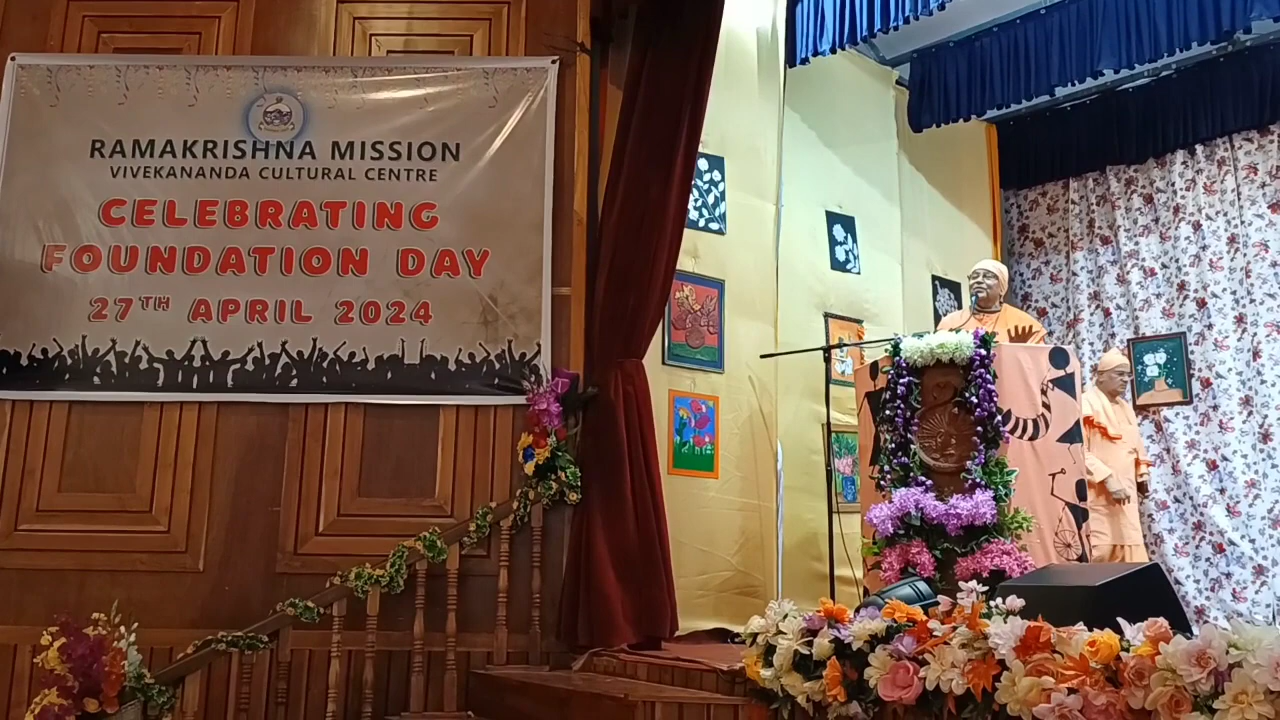 RAMAKRISHNA MISSION
VIVEKANANDA CULTURAL CENTRE
CELEBRATING
FOUNDATION DAY
27TH APRIL 2024